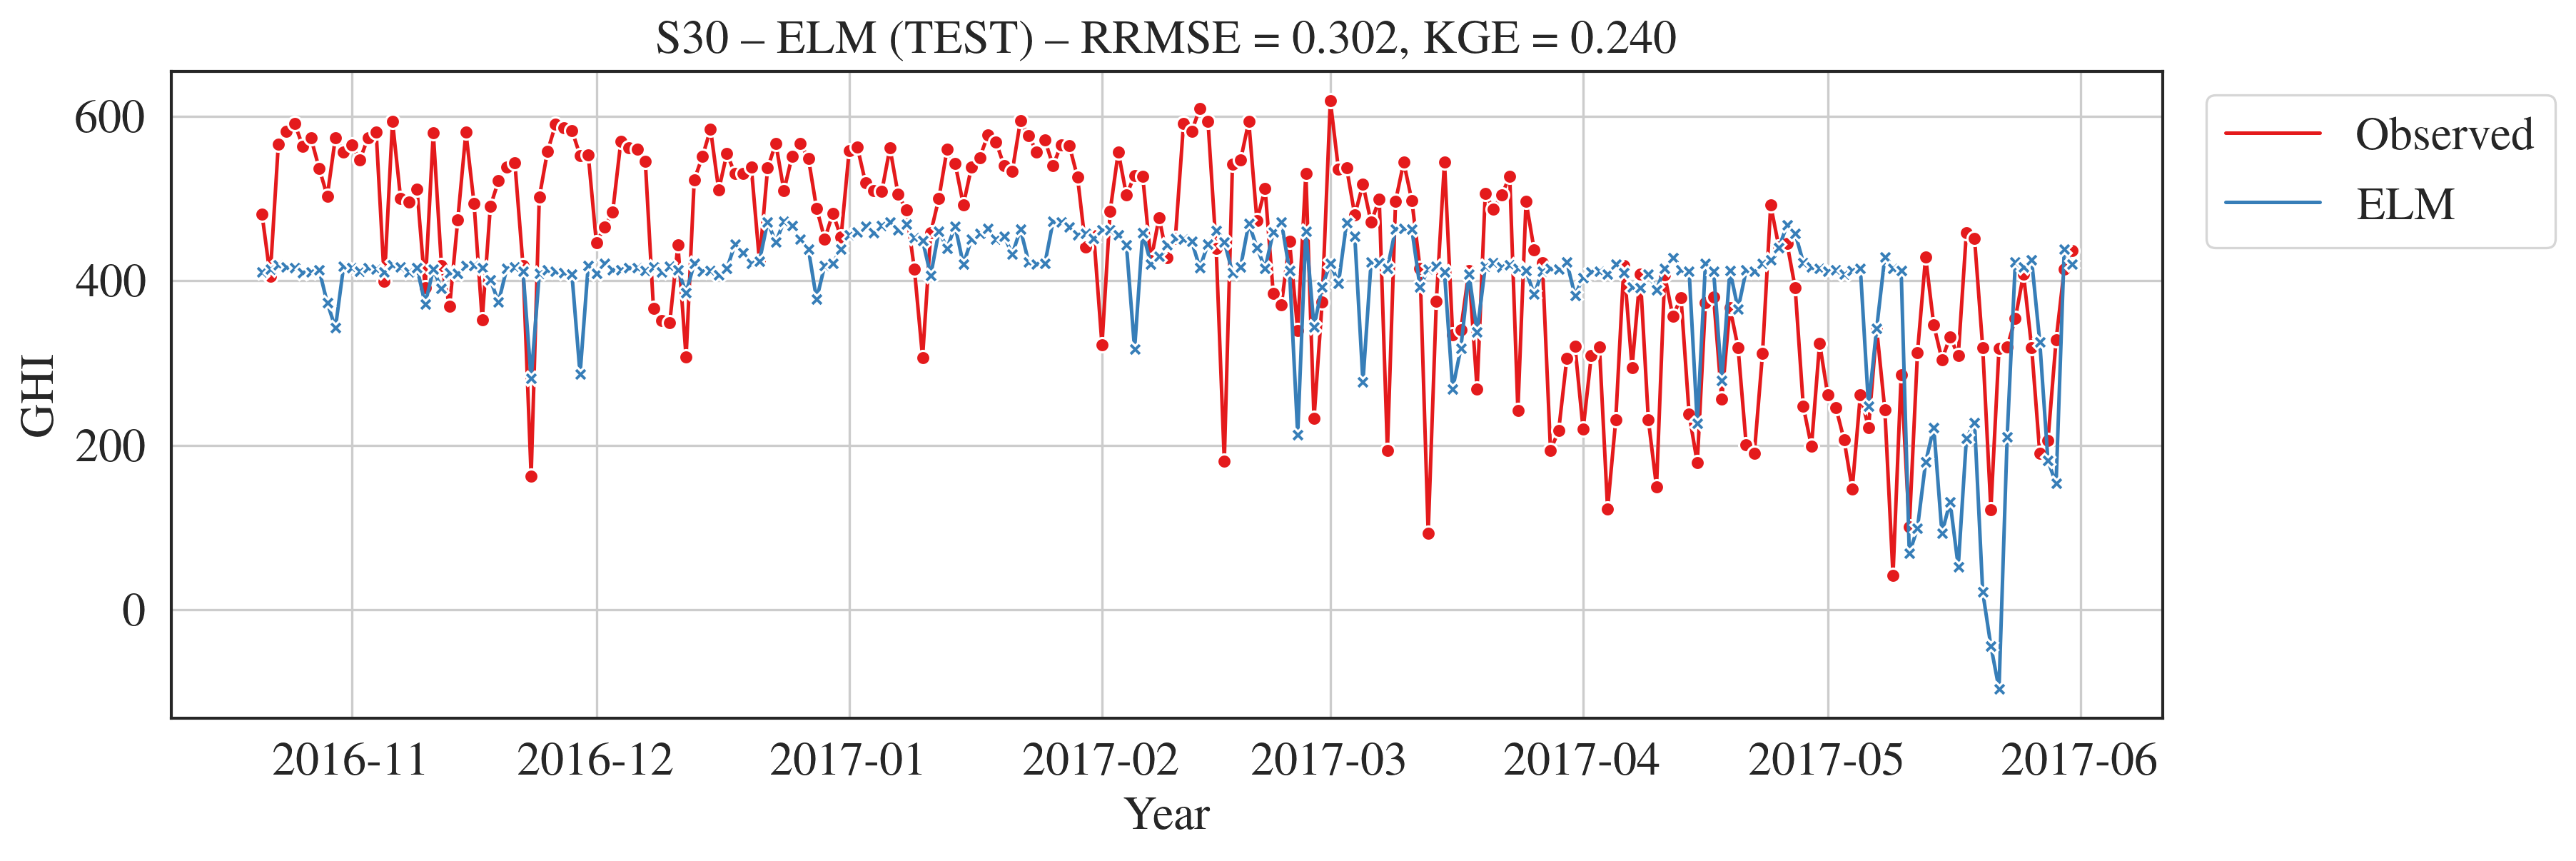 S30 – ELM (TEST) – RRMSE = 0.302, KGE = 0.240
600
400
200
0
GHI
2016-11 2016-12 2017-01 2017-02 2017-03 2017-04 2017-05 2017-06
Year
Observed
ELM